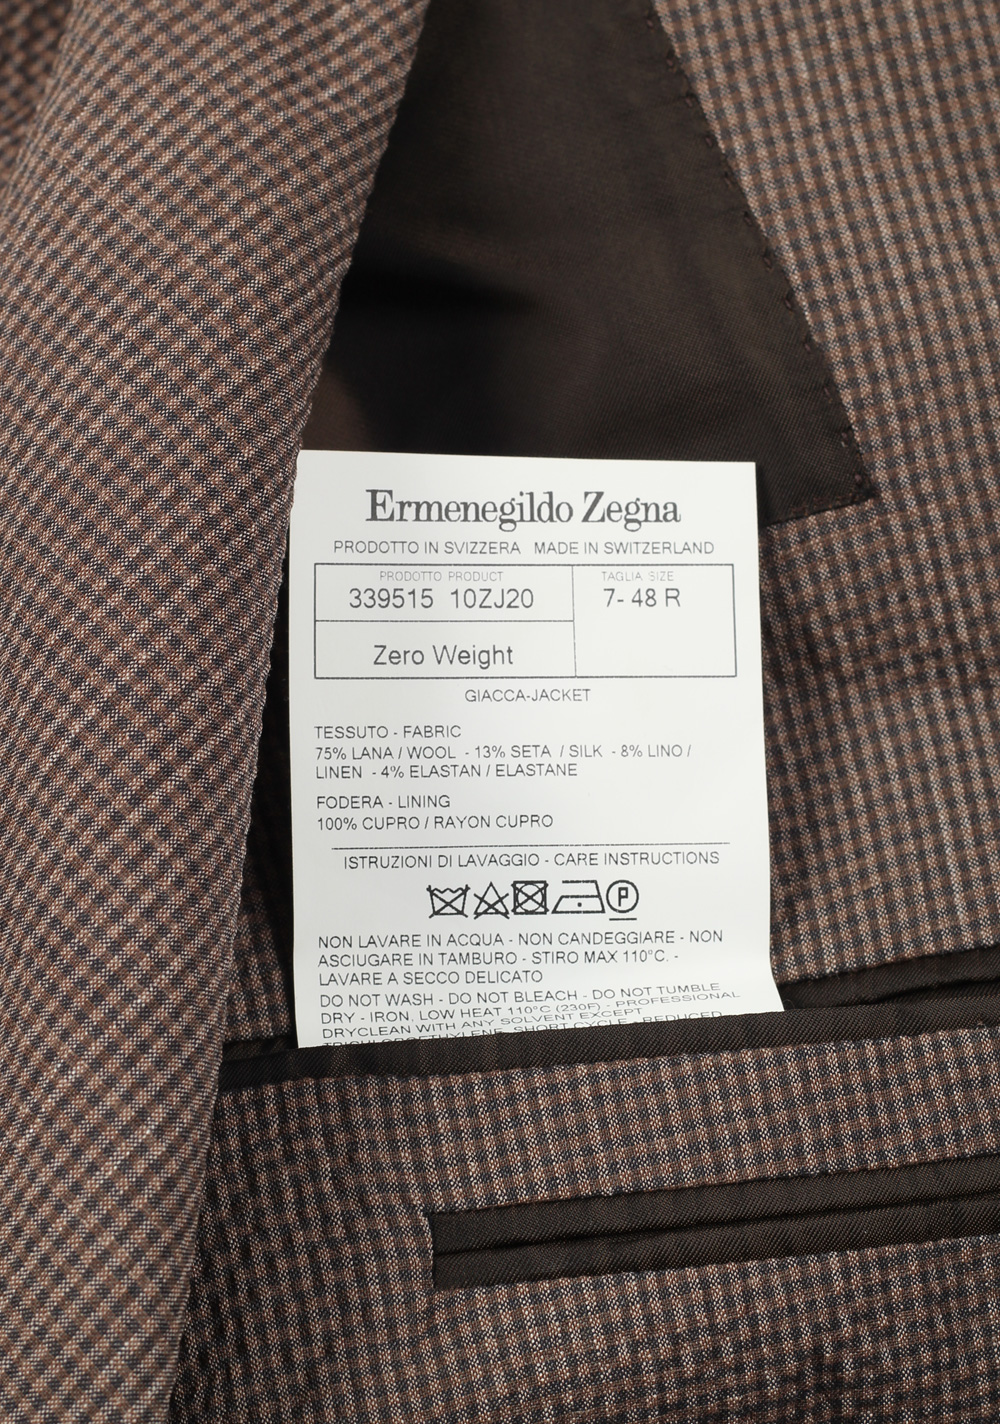 Ermenegildo Zegna
PRODOTTO IN SVIZZERA MADE IN SWITZERLAND
PRODOTTO PRODUCT
339515 10ZJ20
TAGLIA SIZE
7- 48 R
Zero Weight
GIACCA-JACKET
TESSUTO - FABRIC
75% LANA / WOOL - 13% SETA / SILK - 8% LINO /
LINEN - 4% ELASTAN / ELASTANE
FODERA - LINING
100% CUPRO / RAYON CUPRO
ISTRUZIONI DI LAVAGGIO - CARE INSTRUCTIONS
P
NON LAVARE IN ACQUA - NON CANDEGGIARE - NON
ASCIUGARE IN TAMBURO - STIRO MAX 110°C. -
LAVARE A SECCO DELICATO
DO NOT WASH - DO NOT BLEACH - DO NOT TUMBLE
DRY - IRON, LOW HEAT 110°C (230F) - PROFESSIONAL
DRYCLEAN WITH ANY SOLVENT EXCEPT
TRICHLOROETHYLENE, SHORT CYCLE, REDUCED